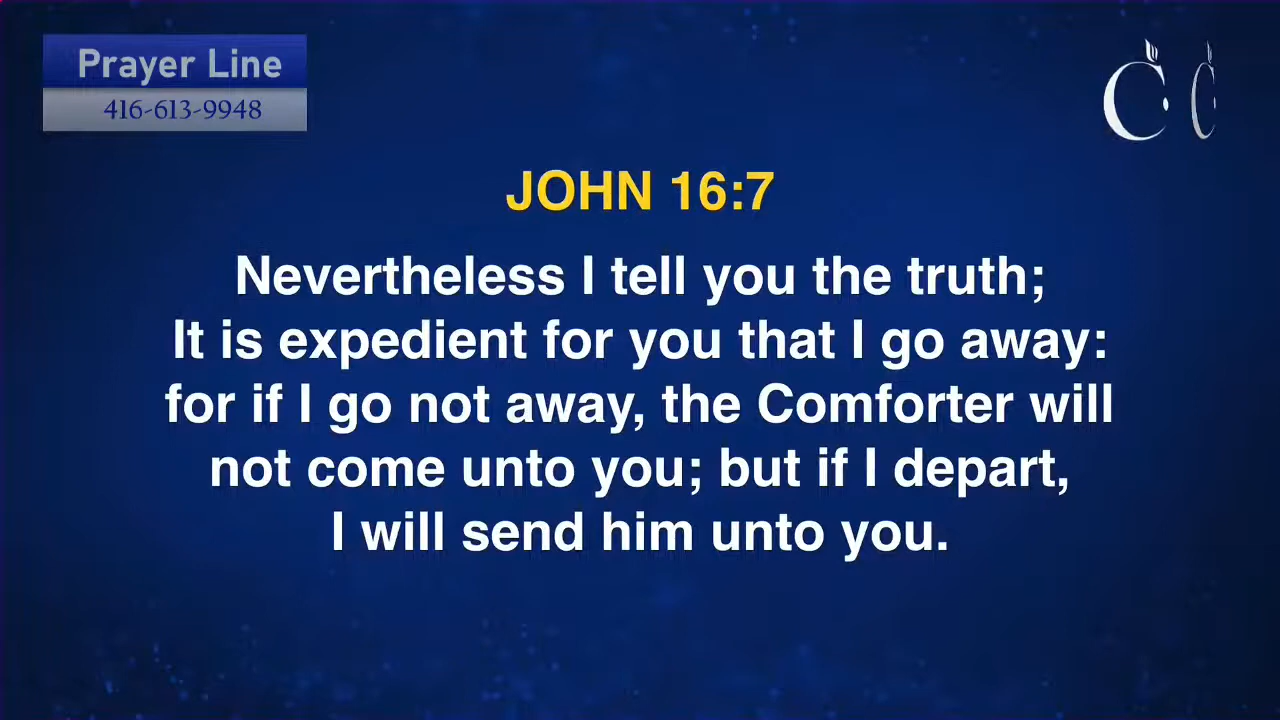 Prayer Line
416-613-9948
JOHN 16:7
Nevertheless I tell you the truth;
It is expedient for you that I go away:
for if I go not away, the Comforter will
not come unto you; but if I depart,
I will send him unto you.